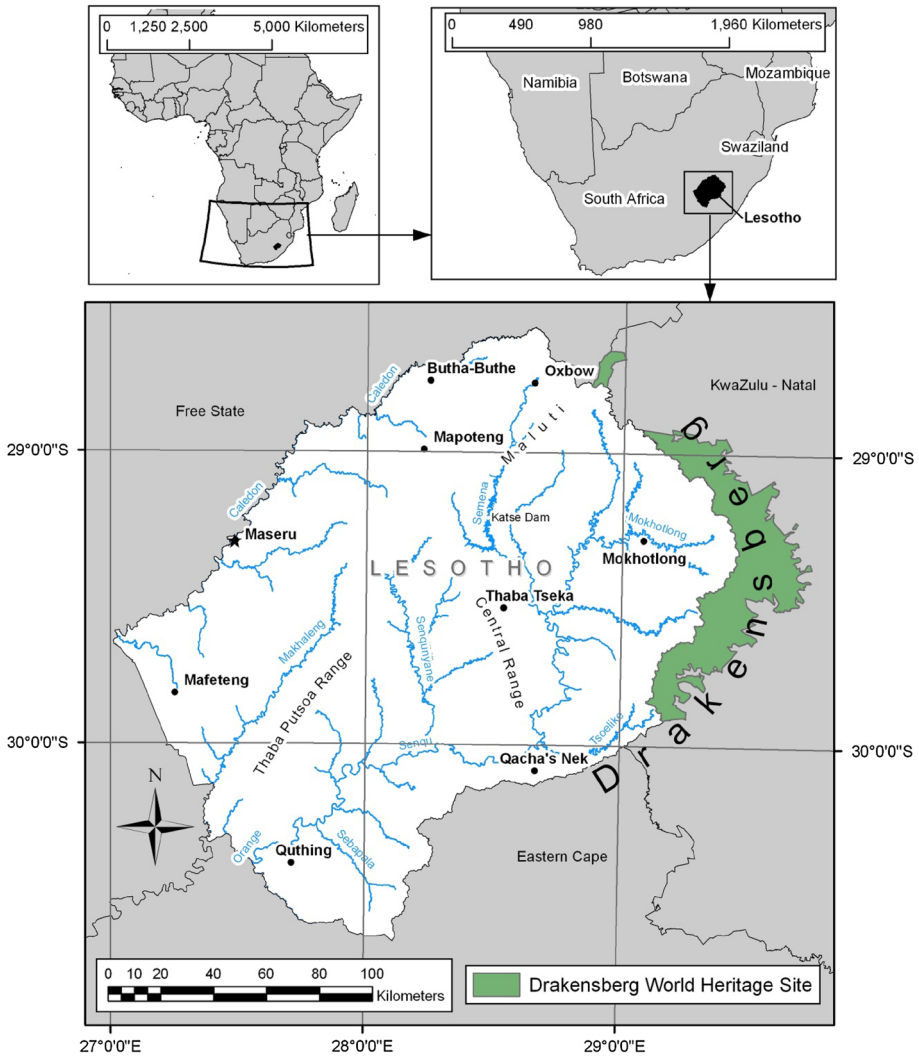 0 1,250 2,500 5,000 Kilometers
0 490 980 1,960 Kilometers
Namibia
Botswana
Mozambique
Swaziland
South Africa
Lesotho
Free State
KwaZulu - Natal
Eastern Cape
Caledon
Butha-Buthe
Oxbow
Maluti
Mapoteng
29°0'0"S
29°0'0"S
Caledon
Maseru
Semena
Katse Dam
Mokhotlong
Mokhotlong
LESOTHO
Thaba Tseka
Central Range
Senqunyane
Makhaleng
Thaba Putsoa Range
Mafeteng
Drakensberg
Tsoelike
Senqu
30°0'0"S
30°0'0"S
Qacha's Nek
N
Orange
Sebapala
Quthing
0 10 20 40 60 80 100
Kilometers
Drakensberg World Heritage Site
27°0'0"E
28°0'0"E
29°0'0"E